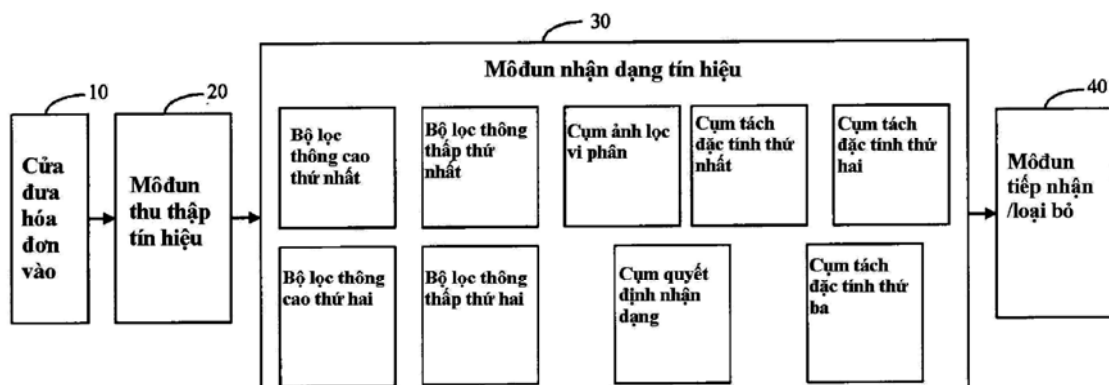 30
Môđun nhận dạng tín hiệu
10
Cửa
đưa
hóa
đơn
vào
20
Môđun
thu thập
tín hiệu
Bộ lọc
thông cao
thứ nhất
Bộ lọc thông
thấp thứ
nhất
Cụm ảnh lọc
vi phân
Cụm tách
đặc tính thứ
nhất
Cụm tách
đặc tính thứ
hai
Bộ lọc thông
cao thứ hai
Bộ lọc thông
thấp thứ hai
Cụm quyết
định nhận
dạng
Cụm tách
đặc tính thứ
ba
40
Môđun
tiếp nhận
/loại bỏ